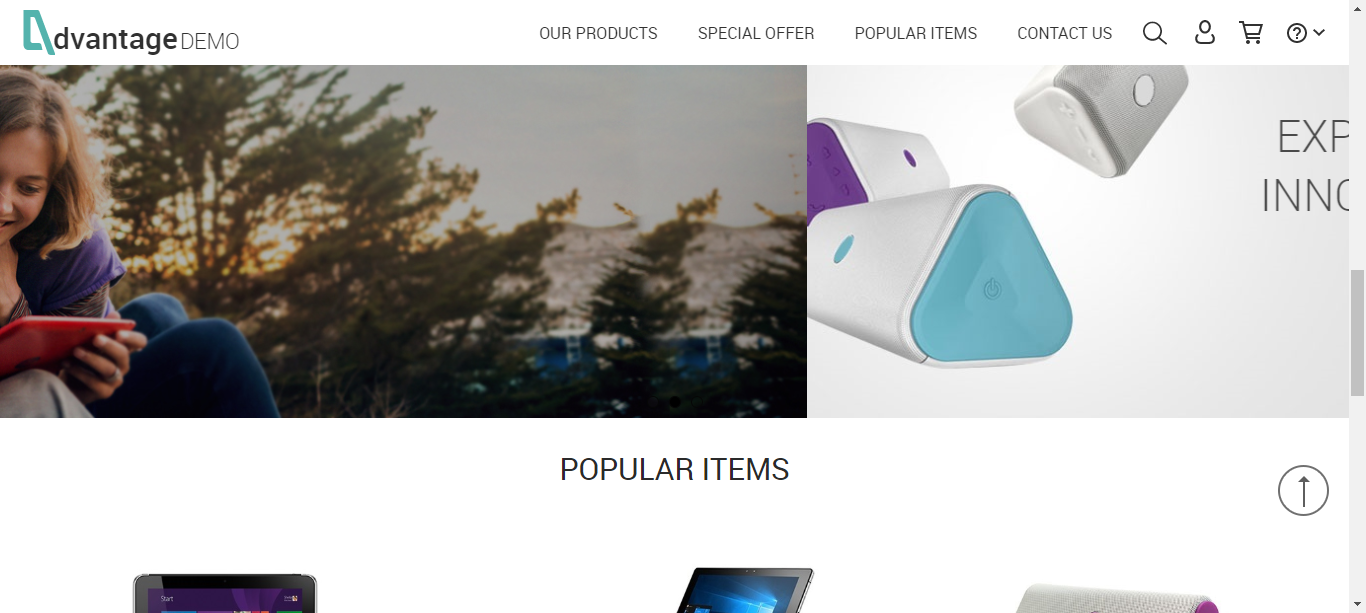 dvantage DEMO
OUR PRODUCTS
SPECIAL OFFER
POPULAR ITEMS
CONTACT US
EXP
INNO
POPULAR ITEMS
Start